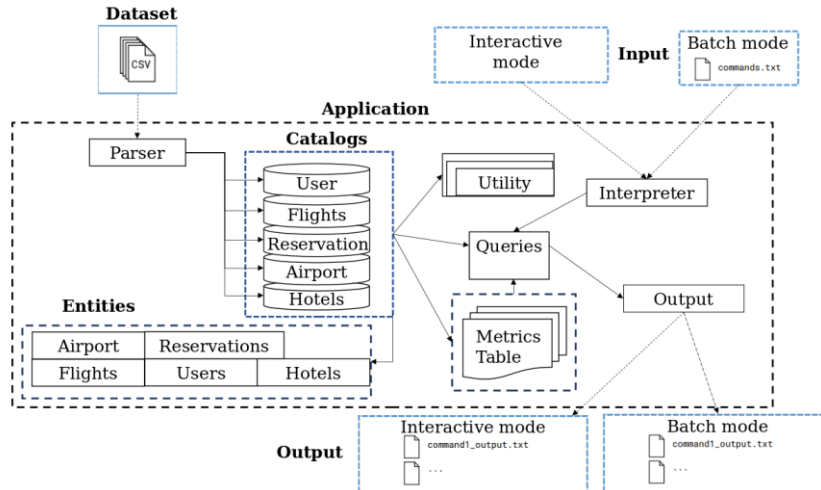 Dataset
CSV
Interactive
mode
Input
Batch mode
commands.txt
Application
Parser
Catalogs
User
Flights
Reservation
Airport
Hotels
Utility
Interpreter
Queries
Output
Metrics
Table
Entities
Airport
Reservations
Flights
Users
Hotels
Output
Interactive mode
command1_output.txt
...
Batch mode
command1_output.txt
...